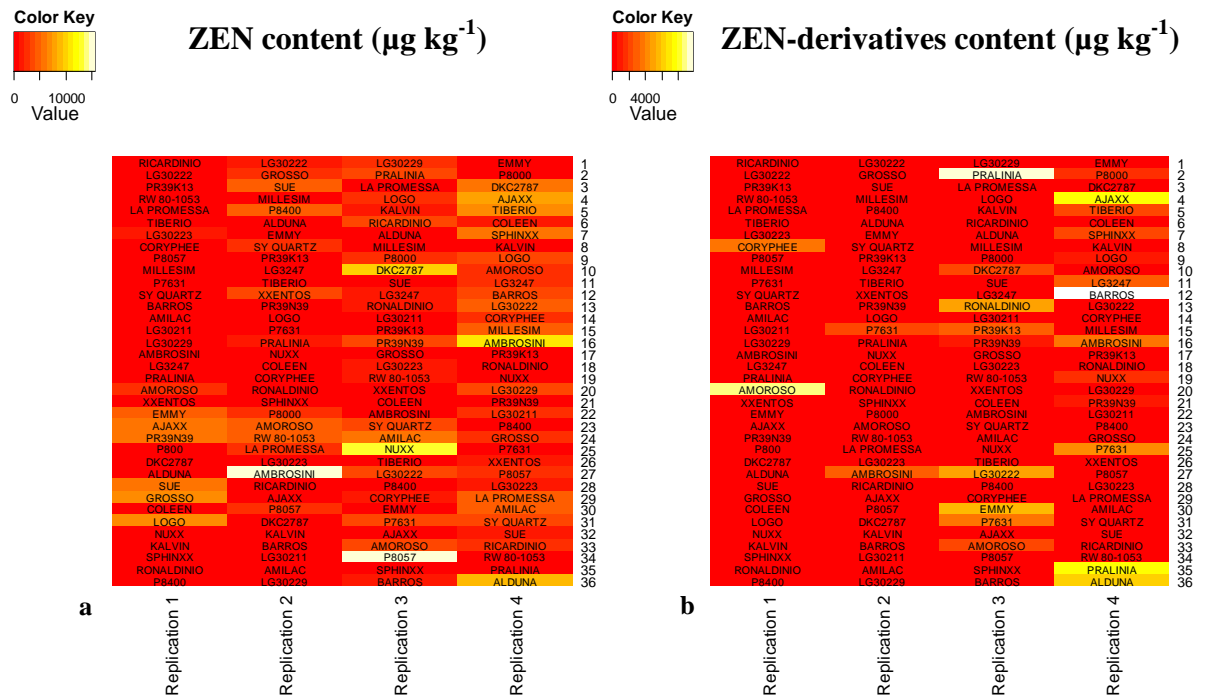 Color Key
0 10000
Value
ZEN content (µg kg-1)
Color Key
0 4000
Value
ZEN-derivatives content (µg kg-1)
RICARDINIO LG30222 LG30229 EMMY 1
LG30222 GROSSO PRALINIA P8000 2
PR39K13 SUE LA PROMESSA DKC2787 3
RW 80-1053 MILLESIM LOGO AJAXX 4
LA PROMESSA P8400 KALVIN TIBERIO 5
TIBERIO ALDUNA RICARDINIO COLEEN 6
LG30223 EMMY ALDUNA SPHINXX 7
CORYPHEE SY QUARTZ MILLESIM KALVIN 8
P8057 PR39K13 P8000 LOGO 9
MILLESIM LG3247 DKC2787 AMOROSO 10
P7631 TIBERIO SUE LG3247 11
SY QUARTZ XXENTOS LG3247 BARROS 12
BARROS PR39N39 RONALDINIO LG30222 13
AMILAC LOGO LG30211 CORYPHEE 14
LG30211 P7631 PR39K13 MILLESIM 15
LG30229 PRALINIA PR39N39 AMBROSINI 16
AMBROSINI NUXX GROSSO PR39K13 17
LG3247 COLEEN LG30223 RONALDINIO 18
PRALINIA CORYPHEE RW 80-1053 NUXX 19
AMOROSO RONALDINIO XXENTOS LG30229 20
XXENTOS SPHINXX COLEEN PR39N39 21
EMMY P8000 AMBROSINI LG30211 22
AJAXX AMOROSO SY QUARTZ P8400 23
PR39N39 RW 80-1053 AMILAC GROSSO 24
P800 LA PROMESSA NUXX P7631 25
DKC2787 LG30223 TIBERIO XXENTOS 26
ALDUNA AMBROSINI LG30222 P8057 27
SUE RICARDINIO P8400 LG30223 28
GROSSO AJAXX CORYPHEE LA PROMESSA 29
COLEEN P8057 EMMY AMILAC 30
LOGO DKC2787 P7631 SY QUARTZ 31
NUXX KALVIN AJAXX SUE 32
KALVIN BARROS AMOROSO RICARDINIO 33
SPHINXX LG30211 P8057 RW 80-1053 34
RONALDINIO AMILAC SPHINXX PRALINIA 35
P8400 LG30229 BARROS ALDUNA 36
a
Replication 1
Replication 2
Replication 3
Replication 4
RICARDINIO LG30222 LG30229 EMMY 1
LG30222 GROSSO PRALINIA P8000 2
PR39K13 SUE LA PROMESSA DKC2787 3
RW 80-1053 MILLESIM LOGO AJAXX 4
LA PROMESSA P8400 KALVIN TIBERIO 5
TIBERIO ALDUNA RICARDINIO COLEEN 6
LG30223 EMMY ALDUNA SPHINXX 7
CORYPHEE SY QUARTZ MILLESIM KALVIN 8
P8057 PR39K13 P8000 LOGO 9
MILLESIM LG3247 DKC2787 AMOROSO 10
P7631 TIBERIO SUE LG3247 11
SY QUARTZ XXENTOS LG3247 BARROS 12
BARROS PR39N39 RONALDINIO LG30222 13
AMILAC LOGO LG30211 CORYPHEE 14
LG30211 P7631 PR39K13 MILLESIM 15
LG30229 PRALINIA PR39N39 AMBROSINI 16
AMBROSINI NUXX GROSSO PR39K13 17
LG3247 COLEEN LG30223 RONALDINIO 18
PRALINIA CORYPHEE RW 80-1053 NUXX 19
AMOROSO RONALDINIO XXENTOS LG30229 20
XXENTOS SPHINXX COLEEN PR39N39 21
EMMY P8000 AMBROSINI LG30211 22
AJAXX AMOROSO SY QUARTZ P8400 23
PR39N39 RW 80-1053 AMILAC GROSSO 24
P800 LA PROMESSA NUXX P7631 25
DKC2787 LG30223 TIBERIO XXENTOS 26
ALDUNA AMBROSINI LG30222 P8057 27
SUE RICARDINIO P8400 LG30223 28
GROSSO AJAXX CORYPHEE LA PROMESSA 29
COLEEN P8057 EMMY AMILAC 30
LOGO DKC2787 P7631 SY QUARTZ 31
NUXX KALVIN AJAXX SUE 32
KALVIN BARROS AMOROSO RICARDINIO 33
SPHINXX LG30211 P8057 RW 80-1053 34
RONALDINIO AMILAC SPHINXX PRALINIA 35
P8400 LG30229 BARROS ALDUNA 36
b
Replication 1
Replication 2
Replication 3
Replication 4